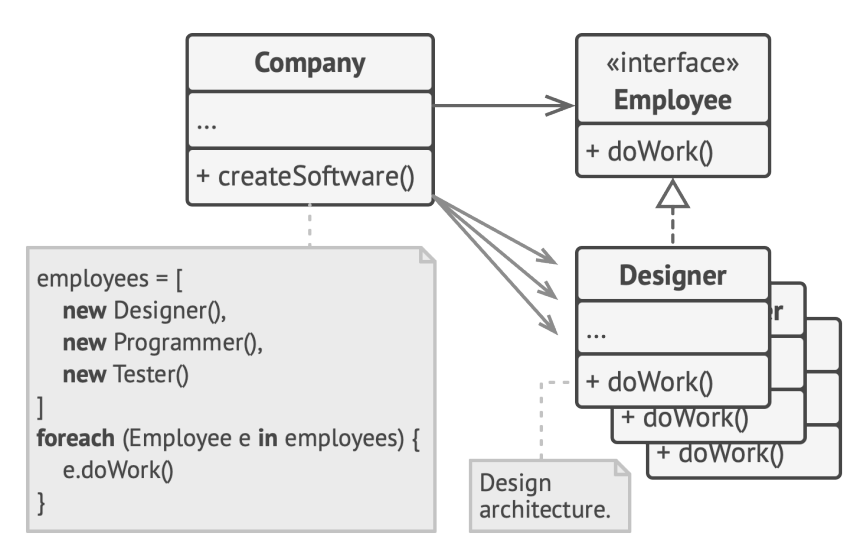 Company
...
+ createSoftware()
«interface»
Employee
+ doWork()
employees = [
new Designer(),
new Programmer(),
new Tester()
]
foreach (Employee e in employees) {
e.doWork()
}
Designer
...
+ doWork()
+ doWork()
+ doWork()
Design
architecture.